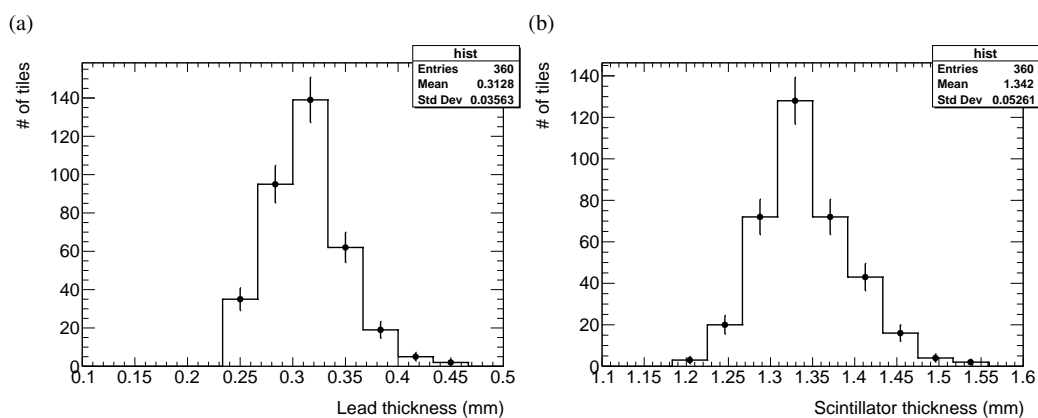 (a)
hist
Entries 360
Mean 0.3128
Std Dev 0.03563
# of tiles
140
120
100
80
60
40
20
0
0.1 0.15 0.2 0.25 0.3 0.35 0.4 0.45 0.5
Lead thickness (mm)
(b)
hist
Entries 360
Mean 1.342
Std Dev 0.05261
# of tiles
140
120
100
80
60
40
20
0
1.1 1.15 1.2 1.25 1.3 1.35 1.4 1.45 1.5 1.55 1.6
Scintillator thickness (mm)